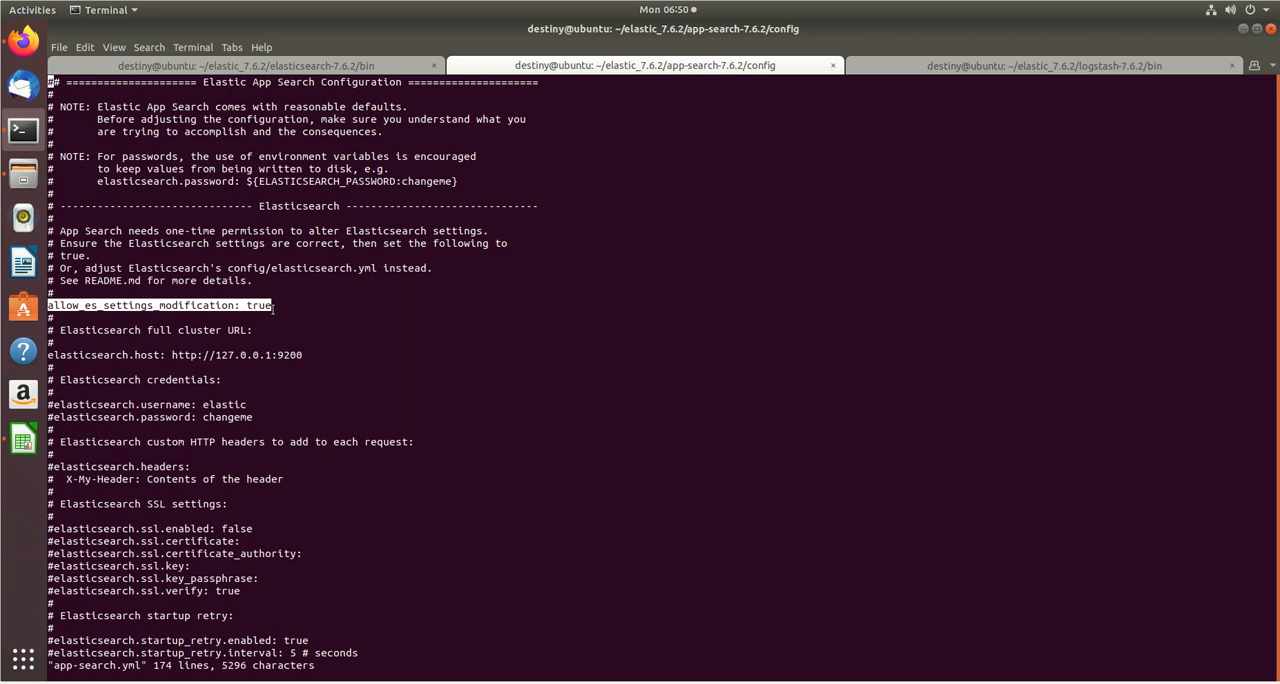 Activities
Terminal
Mon 06:50
destiny@ubuntu: ~/elastic_7.6.2/app-search-7.6.2/config
File Edit View Search Terminal Tabs Help
destiny@ubuntu: ~/elastic_7.6.2/elasticsearch-7.6.2/bin × destiny@ubuntu: ~/elastic_7.6.2/app-search-7.6.2/config × destiny@ubuntu: ~/elastic_7.6.2/logstash-7.6.2/bin ×
## ===================== Elastic App Search Configuration =====================
#
# NOTE: Elastic App Search comes with reasonable defaults.
#       Before adjusting the configuration, make sure you understand what you
#       are trying to accomplish and the consequences.
#
# NOTE: For passwords, the use of environment variables is encouraged
#       to keep values from being written to disk, e.g.
#       elasticsearch.password: ${ELASTICSEARCH_PASSWORD:changeme}
#
# ------------------------------- Elasticsearch -------------------------------
#
# App Search needs one-time permission to alter Elasticsearch settings.
# Ensure the Elasticsearch settings are correct, then set the following to
# true.
# Or, adjust Elasticsearch's config/elasticsearch.yml instead.
# See README.md for more details.
#
allow_es_settings_modification: true
#
# Elasticsearch full cluster URL:
#
elasticsearch.host: http://127.0.0.1:9200
#
# Elasticsearch credentials:
#
#elasticsearch.username: elastic
#elasticsearch.password: changeme
#
# Elasticsearch custom HTTP headers to add to each request:
#
#elasticsearch.headers:
#  X-My-Header: Contents of the header
#
# Elasticsearch SSL settings:
#
#elasticsearch.ssl.enabled: false
#elasticsearch.ssl.certificate:
#elasticsearch.ssl.certificate_authority:
#elasticsearch.ssl.key:
#elasticsearch.ssl.key_passphrase:
#elasticsearch.ssl.verify: true
#
# Elasticsearch startup retry:
#
#elasticsearch.startup_retry.enabled: true
#elasticsearch.startup_retry.interval: 5 # seconds
"app-search.yml" 174 lines, 5296 characters